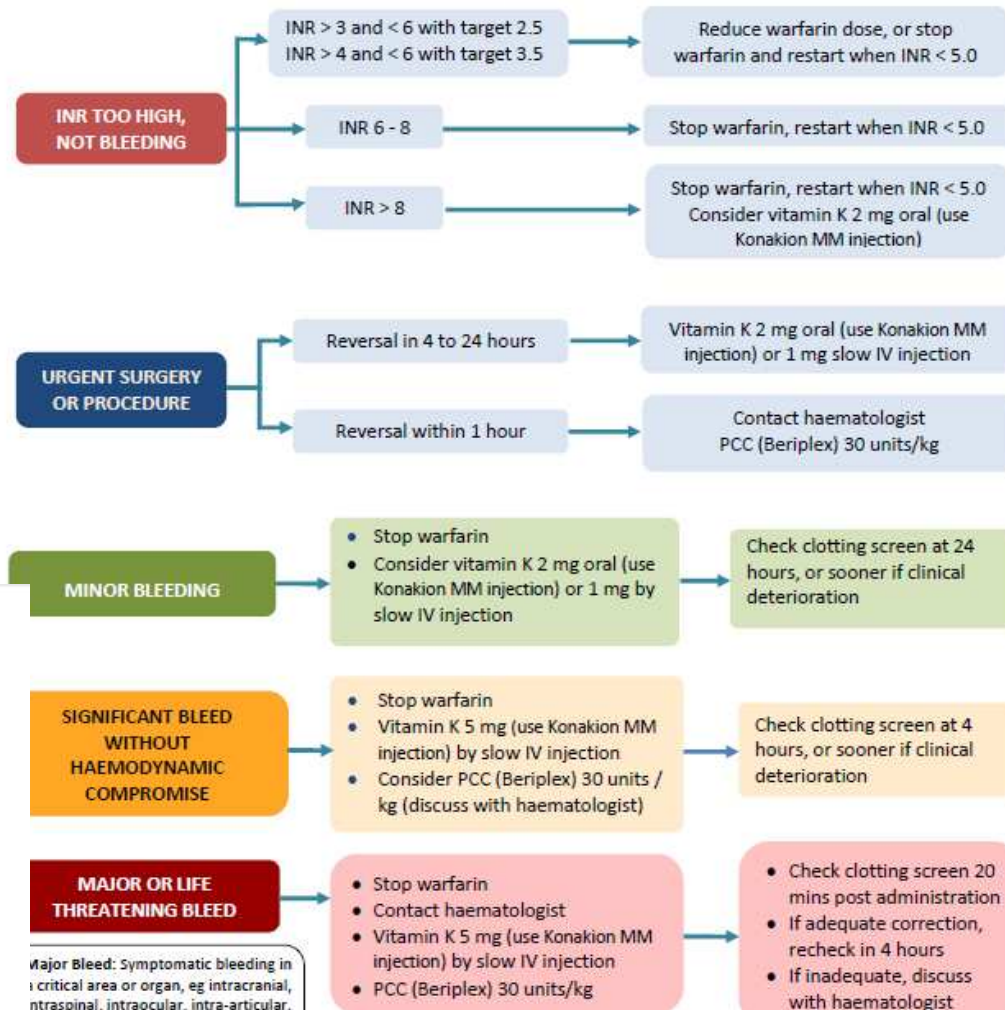 INR TOO HIGH,
NOT BLEEDING
INR > 3 and < 6 with target 2.5
INR > 4 and < 6 with target 3.5
Reduce warfarin dose, or stop
warfarin and restart when INR < 5.0
INR 6 - 8
Stop warfarin, restart when INR < 5.0
INR > 8
Stop warfarin, restart when INR < 5.0
Consider vitamin K 2 mg oral (use
Konakion MM injection)
URGENT SURGERY
OR PROCEDURE
Reversal in 4 to 24 hours
Vitamin K 2 mg oral (use Konakion MM
injection) or 1 mg slow IV injection
Reversal within 1 hour
Contact haematologist
PCC (Beriplex) 30 units/kg
MINOR BLEEDING
• Stop warfarin
• Consider vitamin K 2 mg oral (use
Konakion MM injection) or 1 mg by
slow IV injection
Check clotting screen at 24
hours, or sooner if clinical
deterioration
SIGNIFICANT BLEED
WITHOUT
HAEMODYNAMIC
COMPROMISE
• Stop warfarin
• Vitamin K 5 mg (use Konakion MM
injection) by slow IV injection
• Consider PCC (Beriplex) 30 units /
kg (discuss with haematologist)
Check clotting screen at 4
hours, or sooner if clinical
deterioration
MAJOR OR LIFE
THREATENING BLEED
• Stop warfarin
• Contact haematologist
• Vitamin K 5 mg (use Konakion MM
injection) by slow IV injection
• PCC (Beriplex) 30 units/kg
• Check clotting screen 20
mins post administration
• If adequate correction,
recheck in 4 hours
• If inadequate, discuss
with haematologist
Major Bleed: Symptomatic bleeding in
critical area or organ, eg intracranial,
ntraspinal, intraocular, intra-articular,